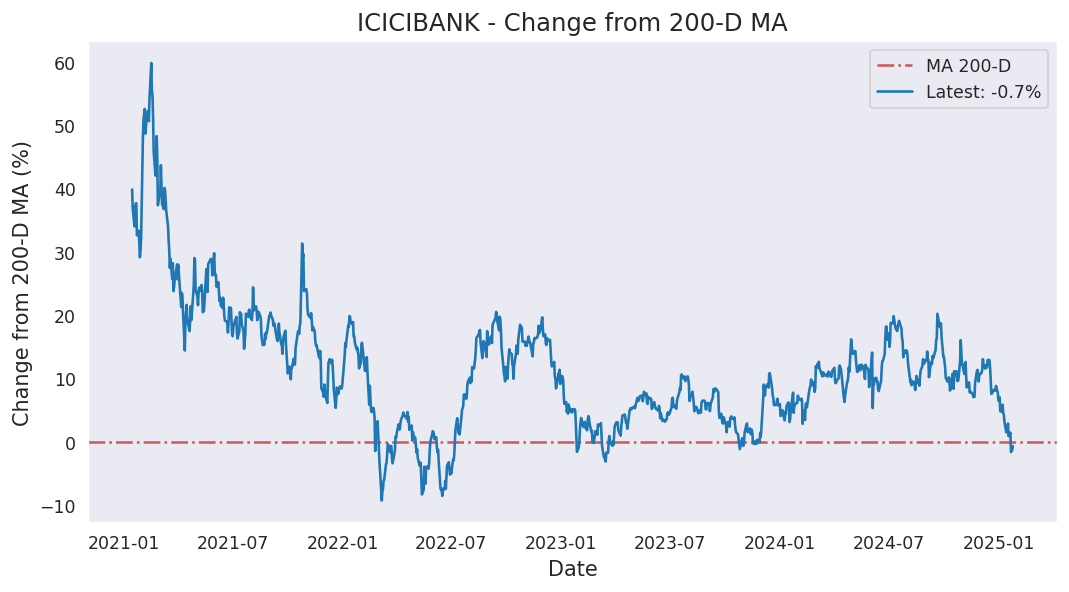 ICICIBANK - Change from 200-D MA
MA 200-D
Latest: -0.7%
Change from 200-D MA (%)
60
50
40
30
20
10
0
−10
2021-01 2021-07 2022-01 2022-07 2023-01 2023-07 2024-01 2024-07 2025-01
Date